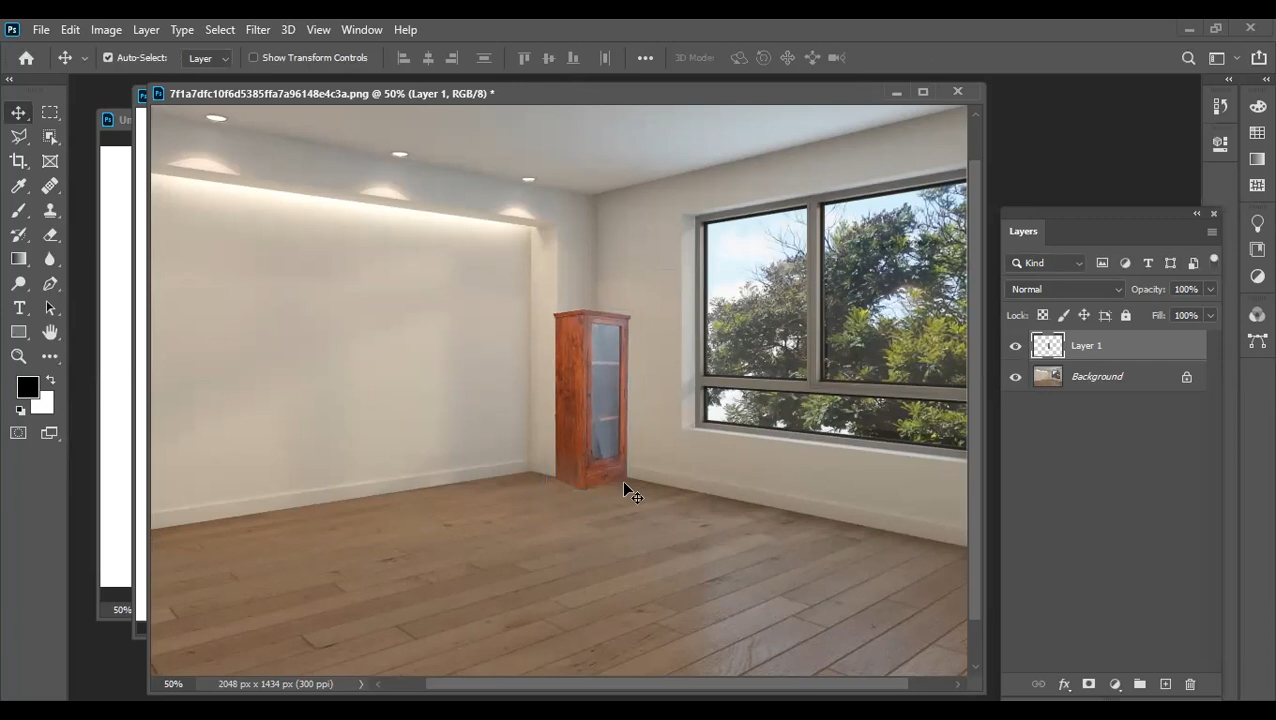 Ps File Edit Image Layer Type Select Filter 3D View Window Help
Auto-Select: Layer Show Transform Controls 3D Mode:
7f1a7dfc10f6d5385ffa7a96148e4c3a.png @ 50% (Layer 1, RGB/8) *
Un
Layers
Kind
Normal Opacity: 100%
Lock: Fill: 100%
Layer 1
Background
50%
50% 2048 px x 1434 px (300 ppi)